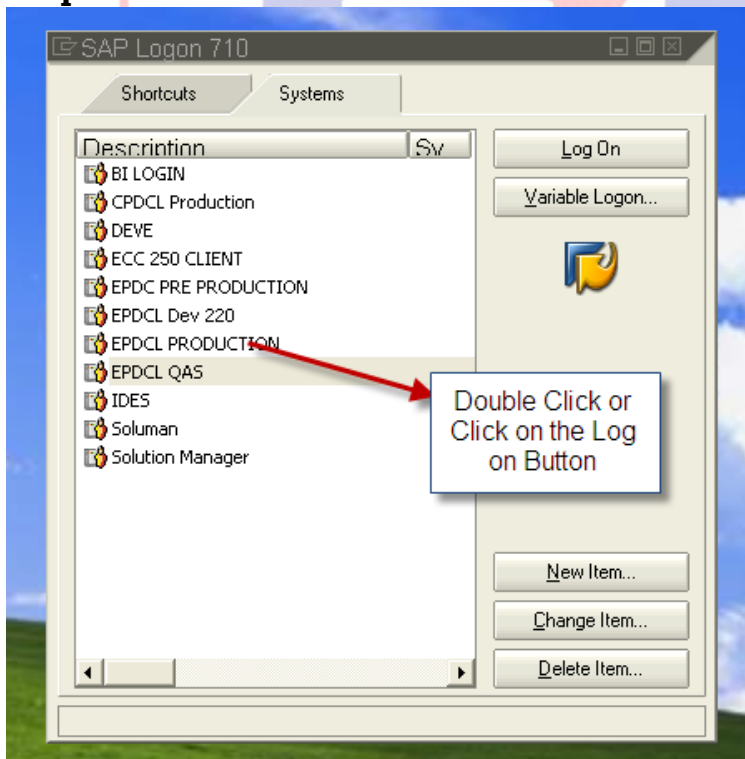 SAP Logon 710
Shortcuts Systems
Description Sy
BI LOGIN
CPDCL Production
DEVE
ECC 250 CLIENT
EPDC PRE PRODUCTION
EPDCL Dev 220
EPDCL PRODUCTION
EPDCL QAS
IDES
Soluman
Solution Manager
Log On
Variable Logon...
Double Click or
Click on the Log
on Button
New Item...
Change Item...
Delete Item...